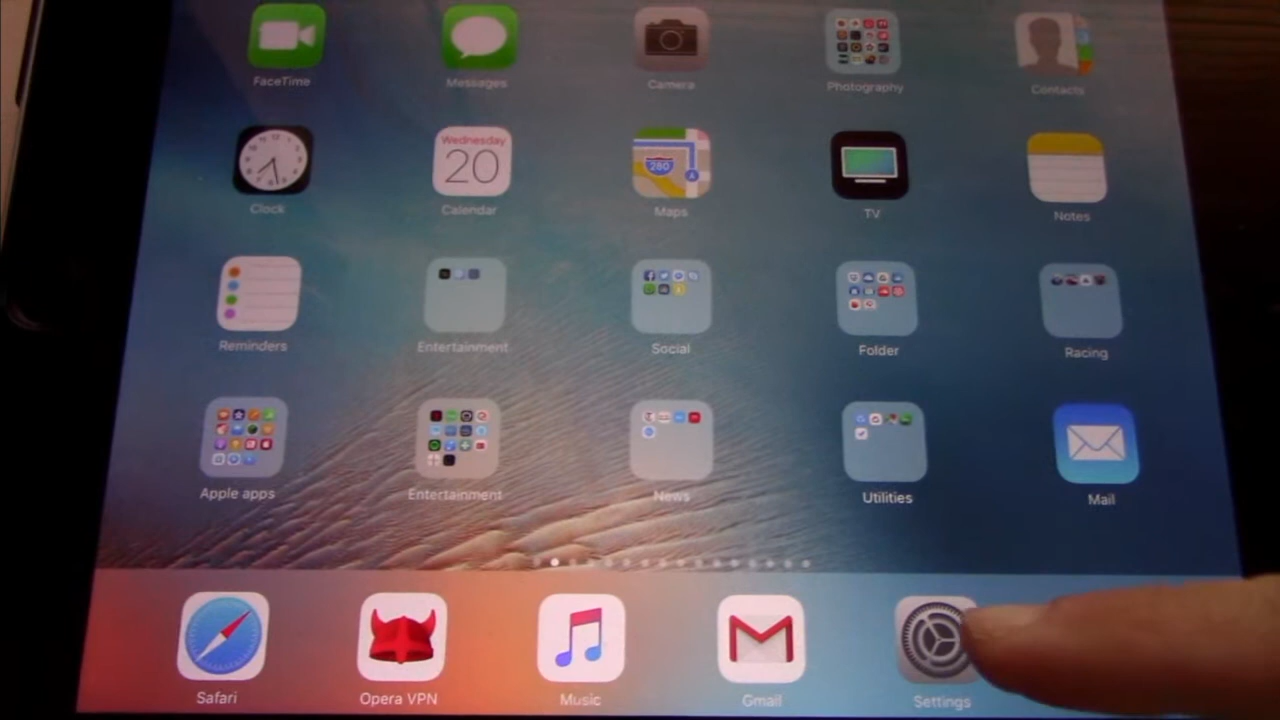 FaceTime
Messages
Camera
Photography
Contacts
Wednesday
20
280
Clock
Calendar
Maps
TV
Notes
Reminders
Entertainment
Social
Folder
Racing
Apple apps
Entertainment
News
Utilities
Mail
Safari
Opera VPN
Music
Gmail
Settings